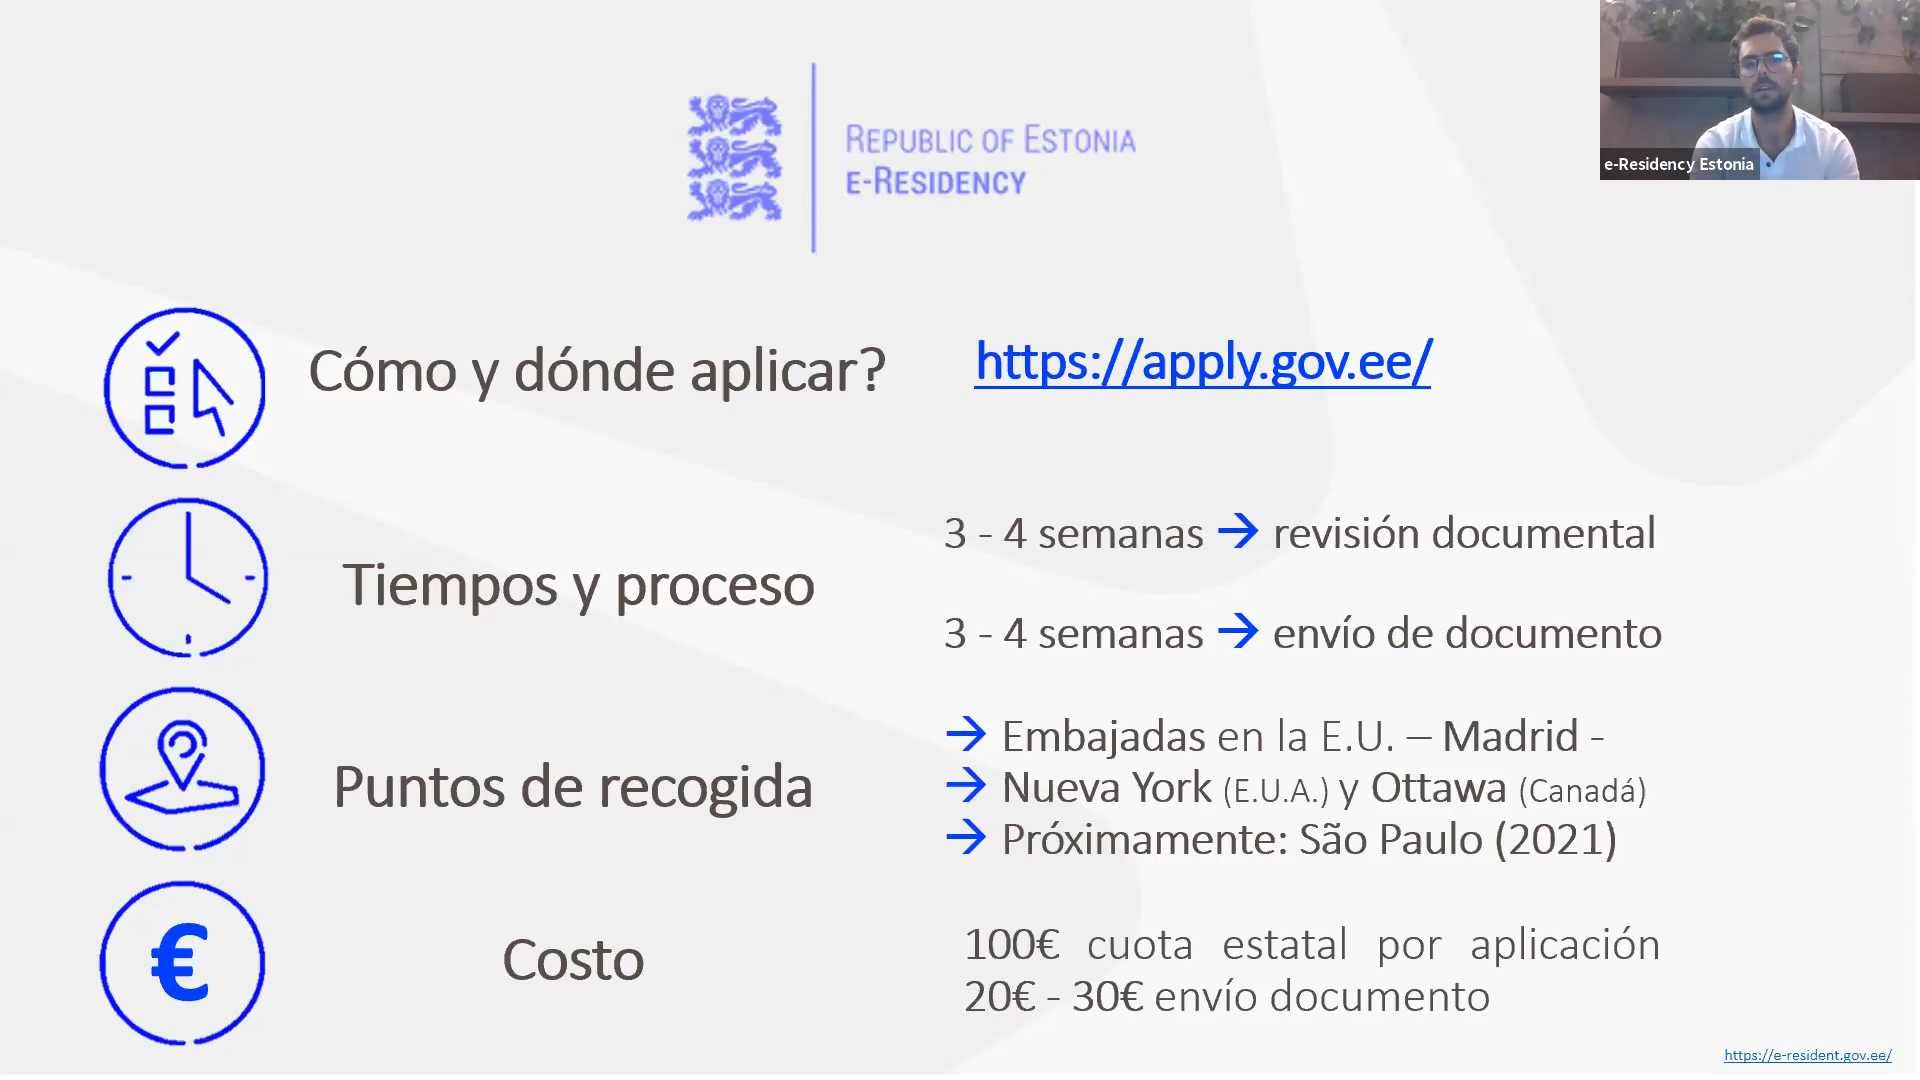 REPUBLIC OF ESTONIA
E-RESIDENCY
e-Residency Estonia
Cómo y dónde aplicar?
https://apply.gov.ee/
Tiempos y proceso
3 - 4 semanas → revisión documental
3 - 4 semanas → envío de documento
Puntos de recogida
→ Embajadas en la E.U. – Madrid -
→ Nueva York (E.U.A.) y Ottawa (Canadá)
→ Próximamente: São Paulo (2021)
€
Costo
100€ cuota estatal por aplicación
20€ - 30€ envío documento
https://e-resident.gov.ee/